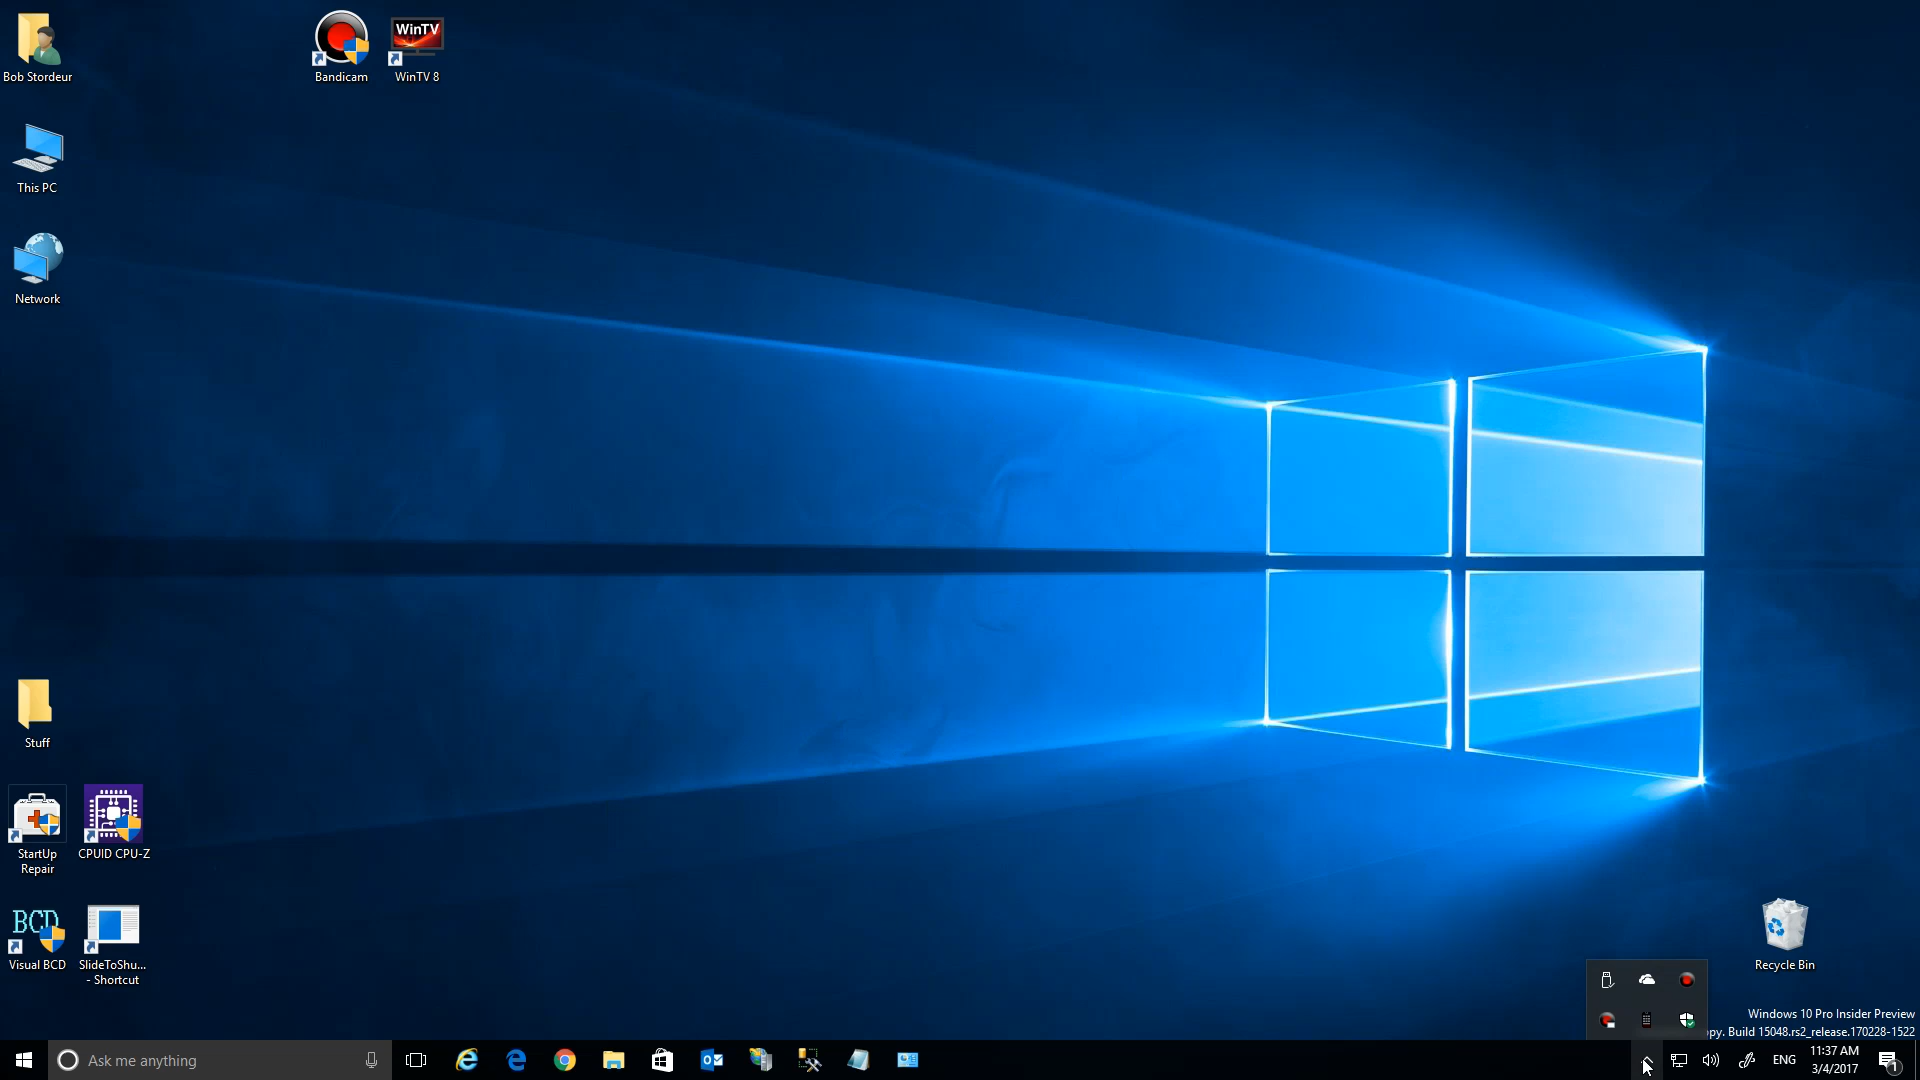 Bob Stordeur
Bandicam
WinTV
WinTV 8
This PC
Network
Stuff
StartUp
Repair
CPUID CPU-Z
BCD
Visual BCD
SlideToShu...
- Shortcut
Recycle Bin
Windows 10 Pro Insider Preview
opy. Build 15048.rs2_release.170228-1522
Ask me anything
ENG
11:37 AM
3/4/2017
1